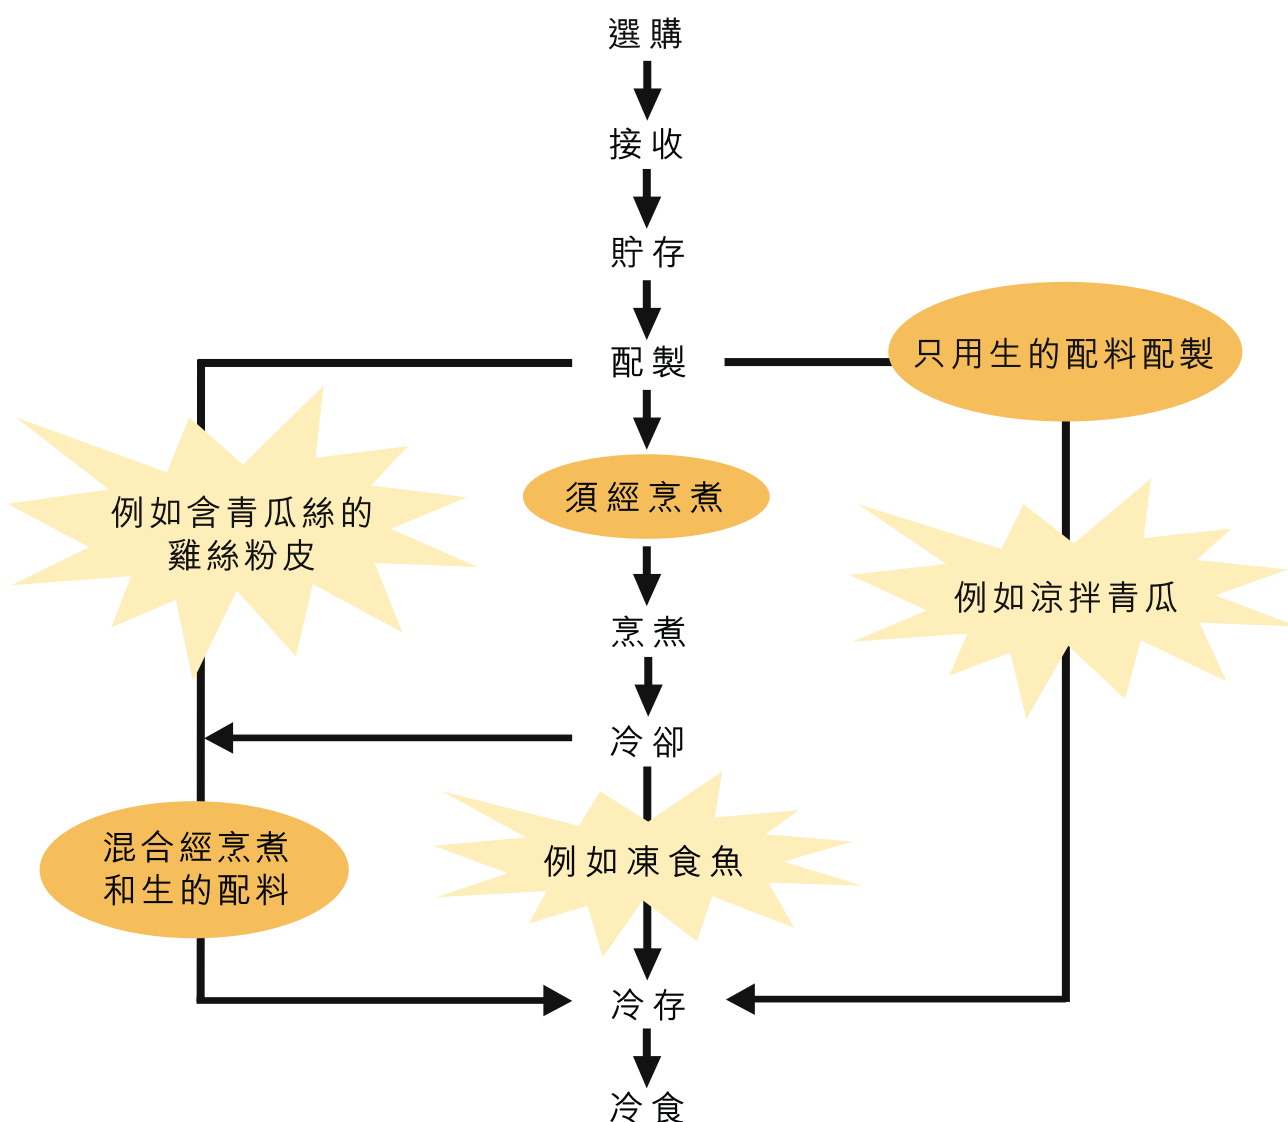 選購
接收
貯存
配製
只用生的配料配製
須經烹煮
例如含青瓜絲的
雞絲粉皮
例如涼拌青瓜
烹煮
冷卻
混合經烹煮
和生的配料
例如凍食魚
冷存
冷食